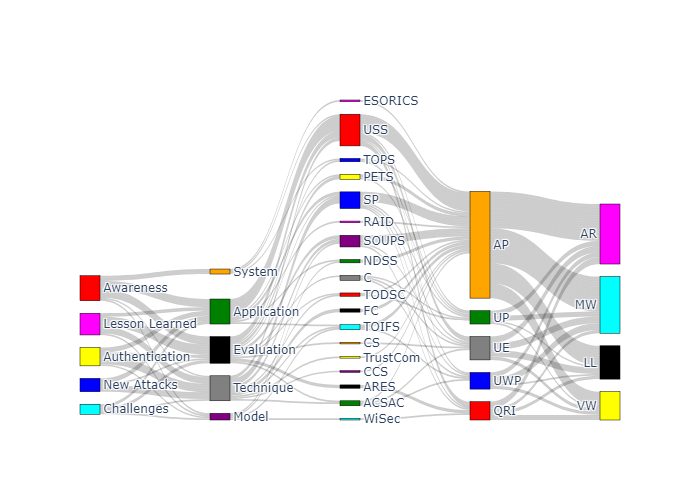 Awareness
Lesson Learned
Authentication
New Attacks
Challenges
System
Application
Evaluation
Technique
Model
ESORICS
USS
TOPS
PETS
SP
RAID
SOUPS
NDSS
C
TODSC
FC
TOIFS
CS
TrustCom
CCS
ARES
ACSAC
WiSec
AP
UP
UE
UWP
QRI
AR
MW
LL
VW